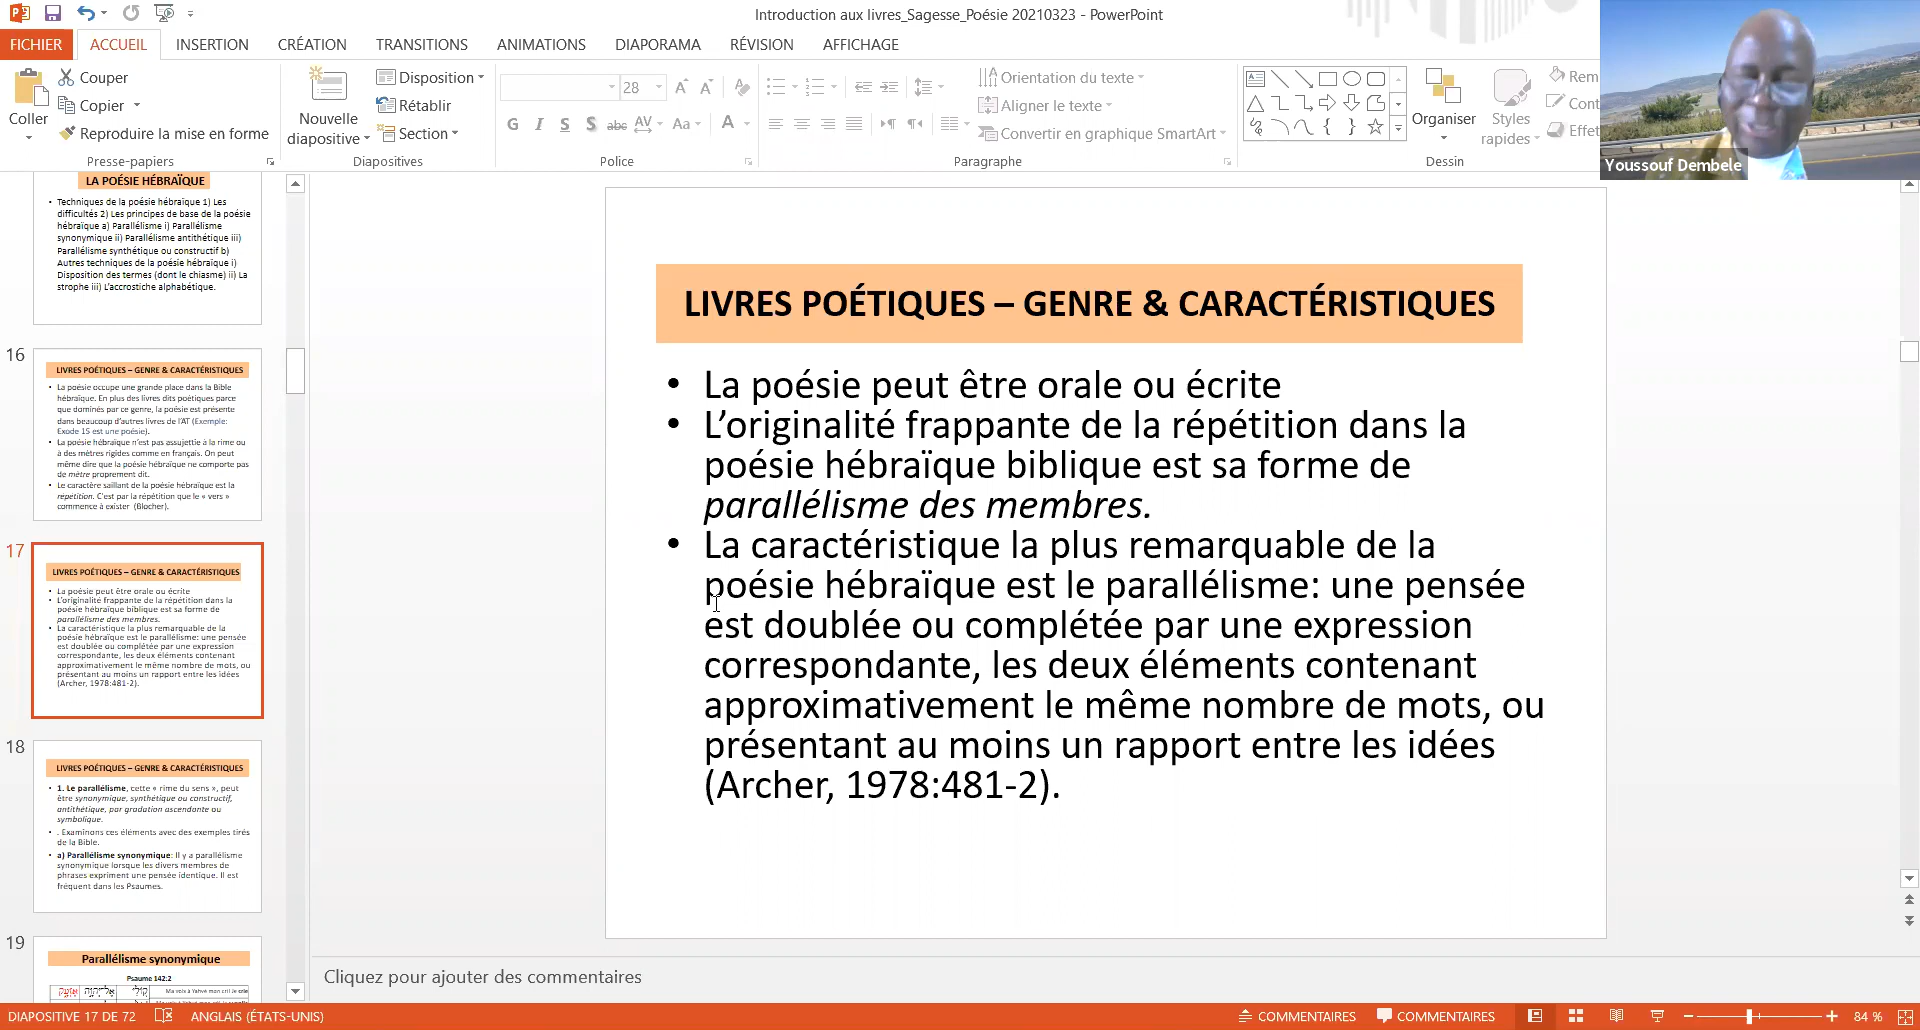 Introduction aux livres_Sagesse_Poésie 20210323 - PowerPoint
FICHIER ACCUEIL INSERTION CRÉATION TRANSITIONS ANIMATIONS DIAPORAMA RÉVISION AFFICHAGE
Coller
Couper
Copier
Reproduire la mise en forme
Presse-papiers
Nouvelle
diapositive
Disposition
Rétablir
Section
Diapositives
28
G I S S abc AV Aa A
Police
Orientation du texte
Aligner le texte
Convertir en graphique SmartArt
Paragraphe
Organiser
Styles
rapides
Rem
Cont
Effet
Dessin
Youssouf Dembele
LA POÉSIE HÉBRAÏQUE
• Techniques de la poésie hébraïque 1) Les
difficultés 2) Les principes de base de la poésie
hébraïque a) Parallélisme i) Parallélisme
synonymique ii) Parallélisme antithétique iii)
Parallélisme synthétique ou constructif b)
Autres techniques de la poésie hébraïque i)
Disposition des termes (dont le chiasme) ii) La
strophe iii) L'accrostiche alphabétique.
16
LIVRES POÉTIQUES – GENRE & CARACTÉRISTIQUES
• La poésie occupe une grande place dans la Bible
hébraïque. En plus des livres dits poétiques parce
que dominés par ce genre, la poésie est présente
dans beaucoup d'autres livres de l'AT (Exemple:
Exode 15 est une poésie).
• La poésie hébraïque n'est pas assujettie à la rime ou
à des mètres rigides comme en français. On peut
même dire que la poésie hébraïque ne comporte pas
de mètre proprement dit.
• Le caractère saillant de la poésie hébraïque est la
répétition. C'est par la répétition que le « vers »
commence à exister (Blocher).
17
LIVRES POÉTIQUES – GENRE & CARACTÉRISTIQUES
• La poésie peut être orale ou écrite
• L'originalité frappante de la répétition dans la
poésie hébraïque biblique est sa forme de
parallélisme des membres.
• La caractéristique la plus remarquable de la
poésie hébraïque est le parallélisme: une pensée
est doublée ou complétée par une expression
correspondante, les deux éléments contenant
approximativement le même nombre de mots, ou
présentant au moins un rapport entre les idées
(Archer, 1978:481-2).
18
LIVRES POÉTIQUES – GENRE & CARACTÉRISTIQUES
• 1. Le parallélisme, cette « rime du sens », peut
être synonymique, synthétique ou constructif,
antithétique, par gradation ascendante ou
symbolique.
• . Examinons ces éléments avec des exemples tirés
de la Bible.
• a) Parallélisme synonymique: Il y a parallélisme
synonymique lorsque les divers membres de
phrases expriment une pensée identique. Il est
fréquent dans les Psaumes.
19
Parallélisme synonymique
Psaume 142:2
Ma voix à Yahvé mon cri! Je crie
LIVRES POÉTIQUES – GENRE & CARACTÉRISTIQUES
• La poésie peut être orale ou écrite
• L'originalité frappante de la répétition dans la
poésie hébraïque biblique est sa forme de
parallélisme des membres.
• La caractéristique la plus remarquable de la
poésie hébraïque est le parallélisme: une pensée
est doublée ou complétée par une expression
correspondante, les deux éléments contenant
approximativement le même nombre de mots, ou
présentant au moins un rapport entre les idées
(Archer, 1978:481-2).
Cliquez pour ajouter des commentaires
DIAPOSITIVE 17 DE 72 ANGLAIS (ÉTATS-UNIS) COMMENTAIRES COMMENTAIRES 84 %